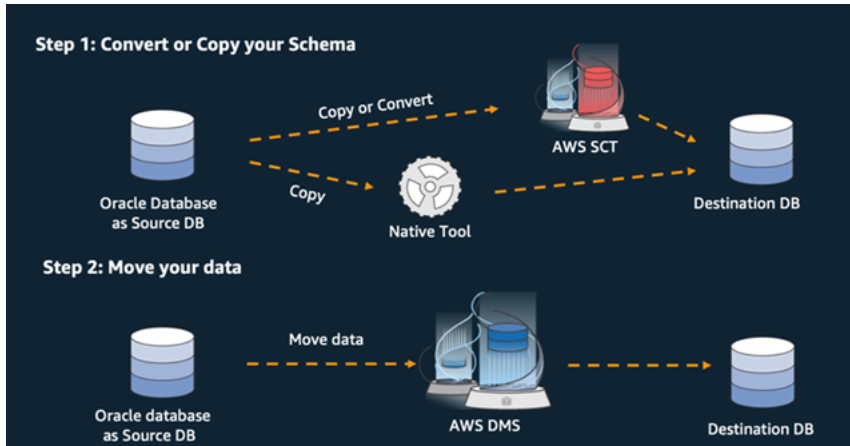 Step 1: Convert or Copy your Schema
Copy or Convert
AWS SCT
Oracle Database
as Source DB
Copy
Native Tool
Destination DB
Step 2: Move your data
Move data
Oracle database
as Source DB
AWS DMS
Destination DB